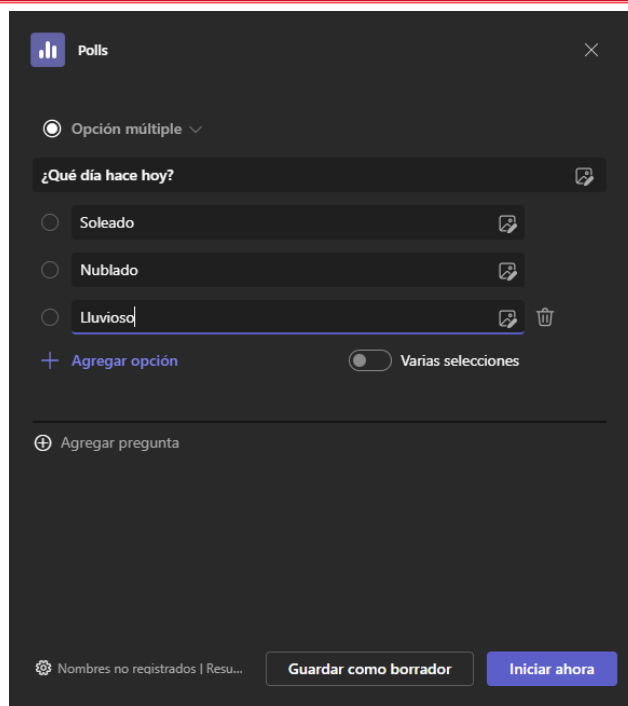 Polls
Opción múltiple
¿Qué día hace hoy?
Soleado
Nublado
Lluvioso
Agregar opción Varias selecciones
Agregar pregunta
Nombres no registrados | Resu... Guardar como borrador Iniciar ahora